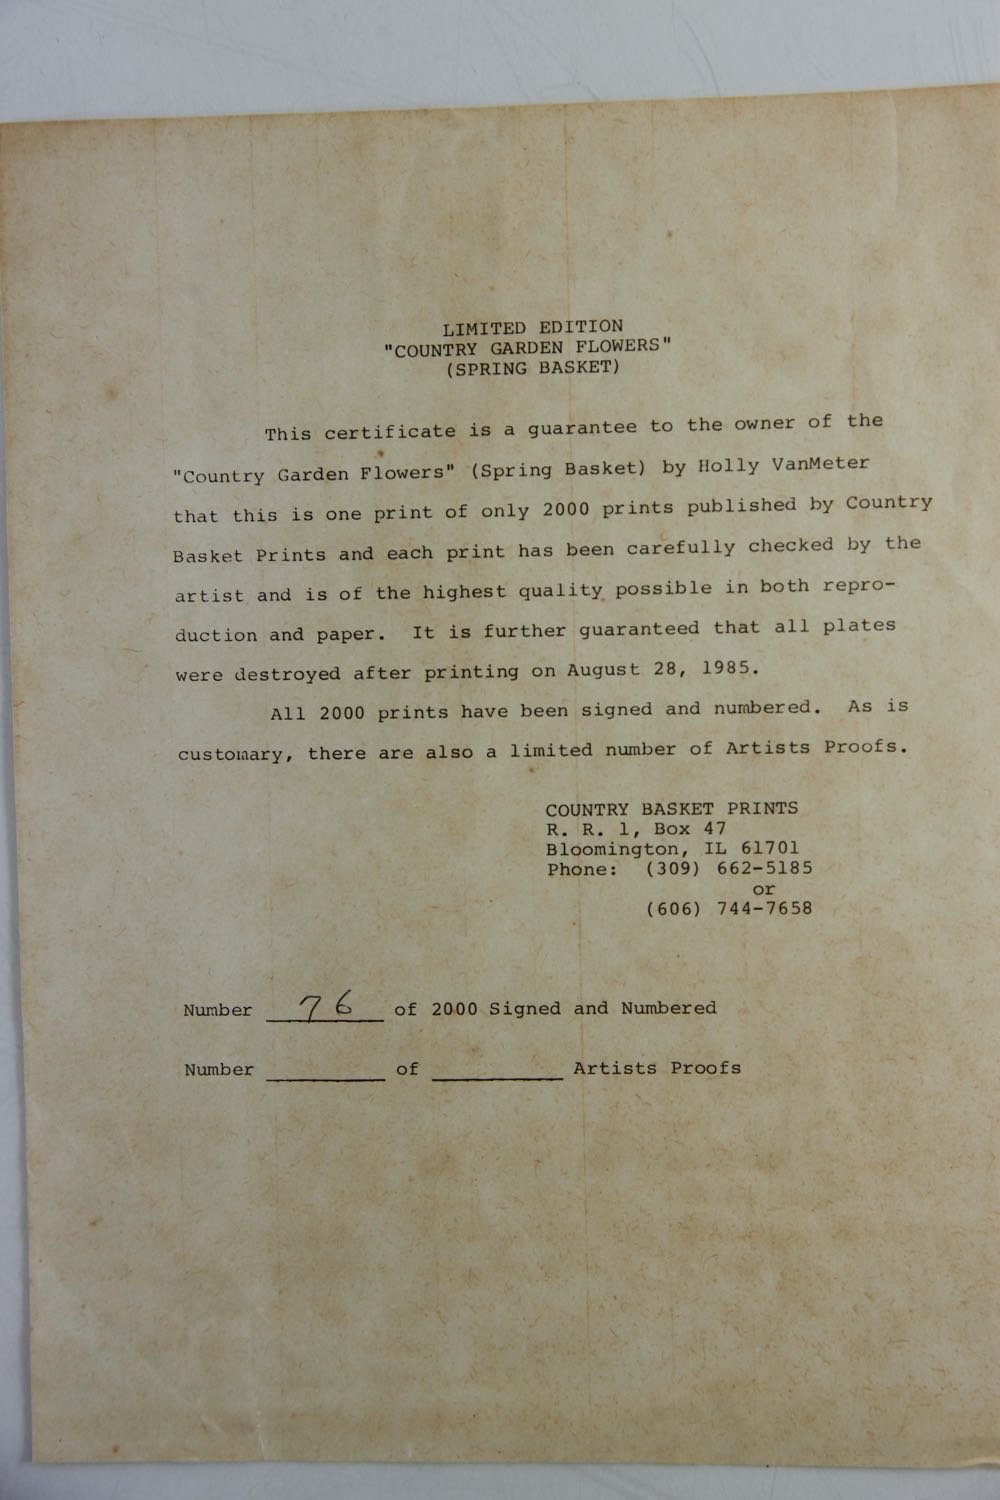 LIMITED EDITION
"COUNTRY GARDEN FLOWERS"
(SPRING BASKET)
This certificate is a guarantee to the owner of the
"Country Garden Flowers" (Spring Basket) by Holly VanMeter
that this is one print of only 2000 prints published by Country
Basket Prints and each print has been carefully checked by the
artist and is of the highest quality possible in both repro-
duction and paper. It is further guaranteed that all plates
were destroyed after printing on August 28, 1985.
All 2000 prints have been signed and numbered. As is
customary, there are also a limited number of Artists Proofs.
COUNTRY BASKET PRINTS
R. R. 1, Box 47
Bloomington, IL 61701
Phone: (309) 662-5185
or
(606) 744-7658
Number 76 of 2000 Signed and Numbered
Number ______ of ______ Artists Proofs